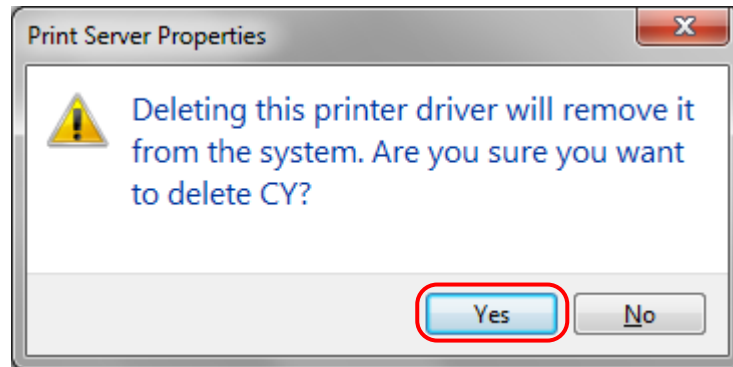 Print Server Properties
Deleting this printer driver will remove it
from the system. Are you sure you want
to delete CY?
Yes
No